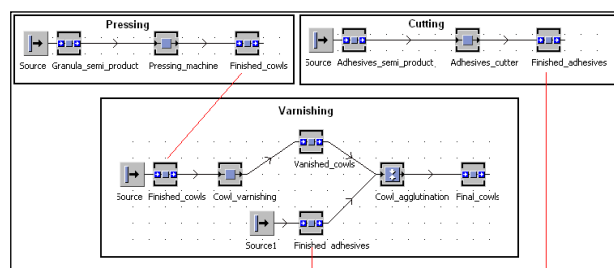 Pressing
Source Granula_semi_product Pressing_machine Finished_cowls
Cutting
Source Adhesives_semi_product Adhesives_cutter Finished_adhesives
Varnishing
Vanished_cowls
Source Finished_cowls Cowl_varnishing Cowl_agglutination Final_cowls
Source1 Finished_adhesives